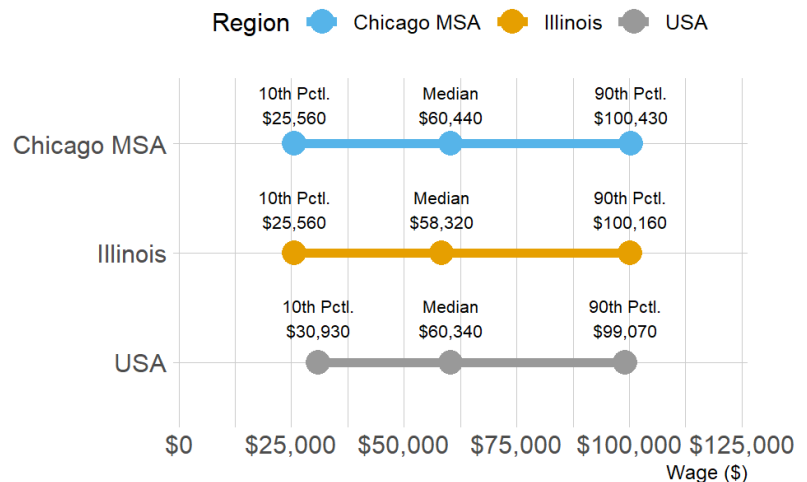 Region Chicago MSA Illinois USA
10th Pctl. Median 90th Pctl.
$25,560 $60,440 $100,430
Chicago MSA
10th Pctl. Median 90th Pctl.
$25,560 $58,320 $100,160
Illinois
10th Pctl. Median 90th Pctl.
$30,930 $60,340 $99,070
USA
$0 $25,000 $50,000 $75,000 $100,000 $125,000
Wage ($)